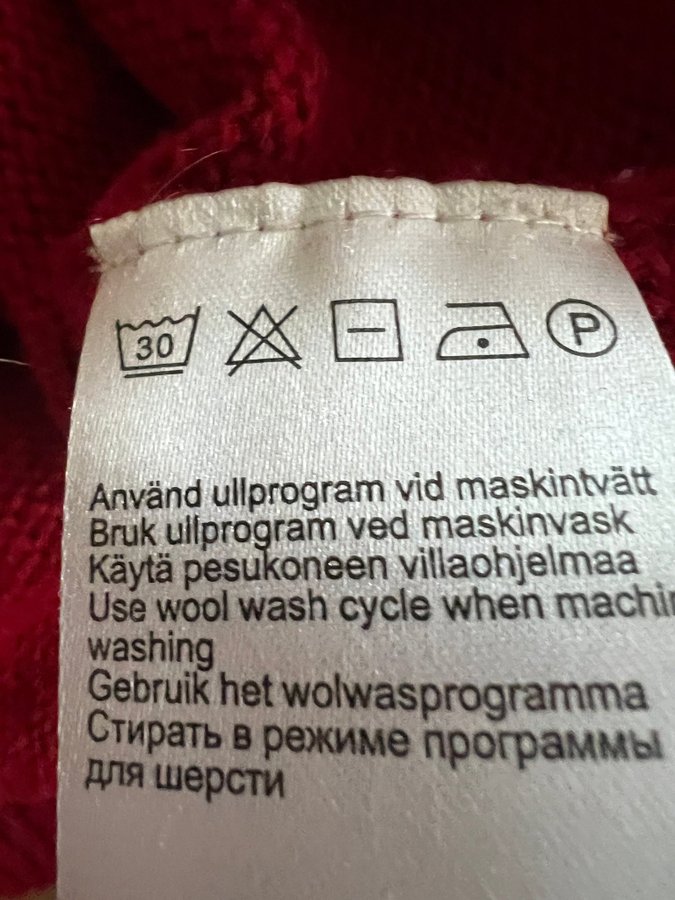 30 P
Använd ullprogram vid maskintvätt
Bruk ullprogram ved maskinvask
Käytä pesukoneen villaohjelmaa
Use wool wash cycle when
washing
Gebruik het wolwasprogramma
Стирать в режиме программы
для шерсти